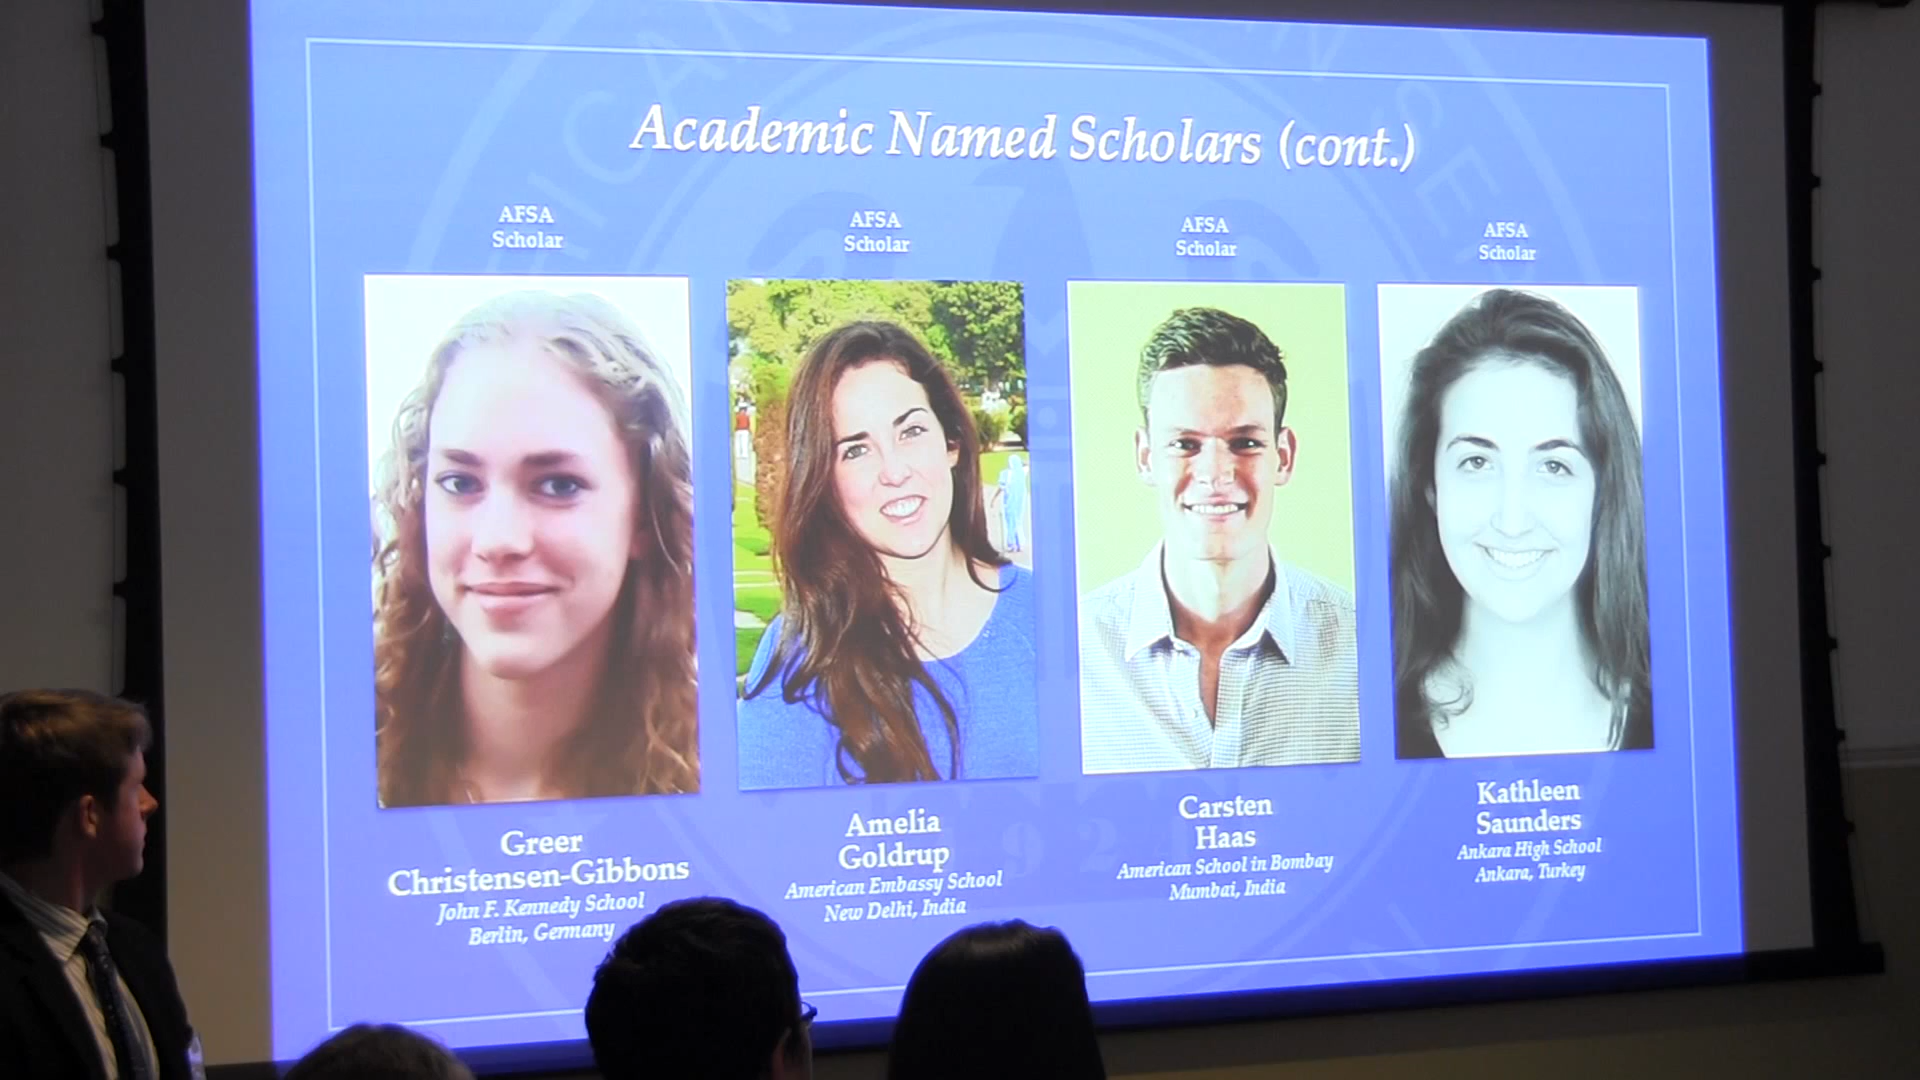 Academic Named Scholars (cont.)
AFSA
Scholar
AFSA
Scholar
AFSA
Scholar
AFSA
Scholar
Greer
Christensen-Gibbons
John F. Kennedy School
Berlin, Germany
Amelia
Goldrup
American Embassy School
New Delhi, India
Carsten
Haas
American School in Bombay
Mumbai, India
Kathleen
Saunders
Ankara High School
Ankara, Turkey